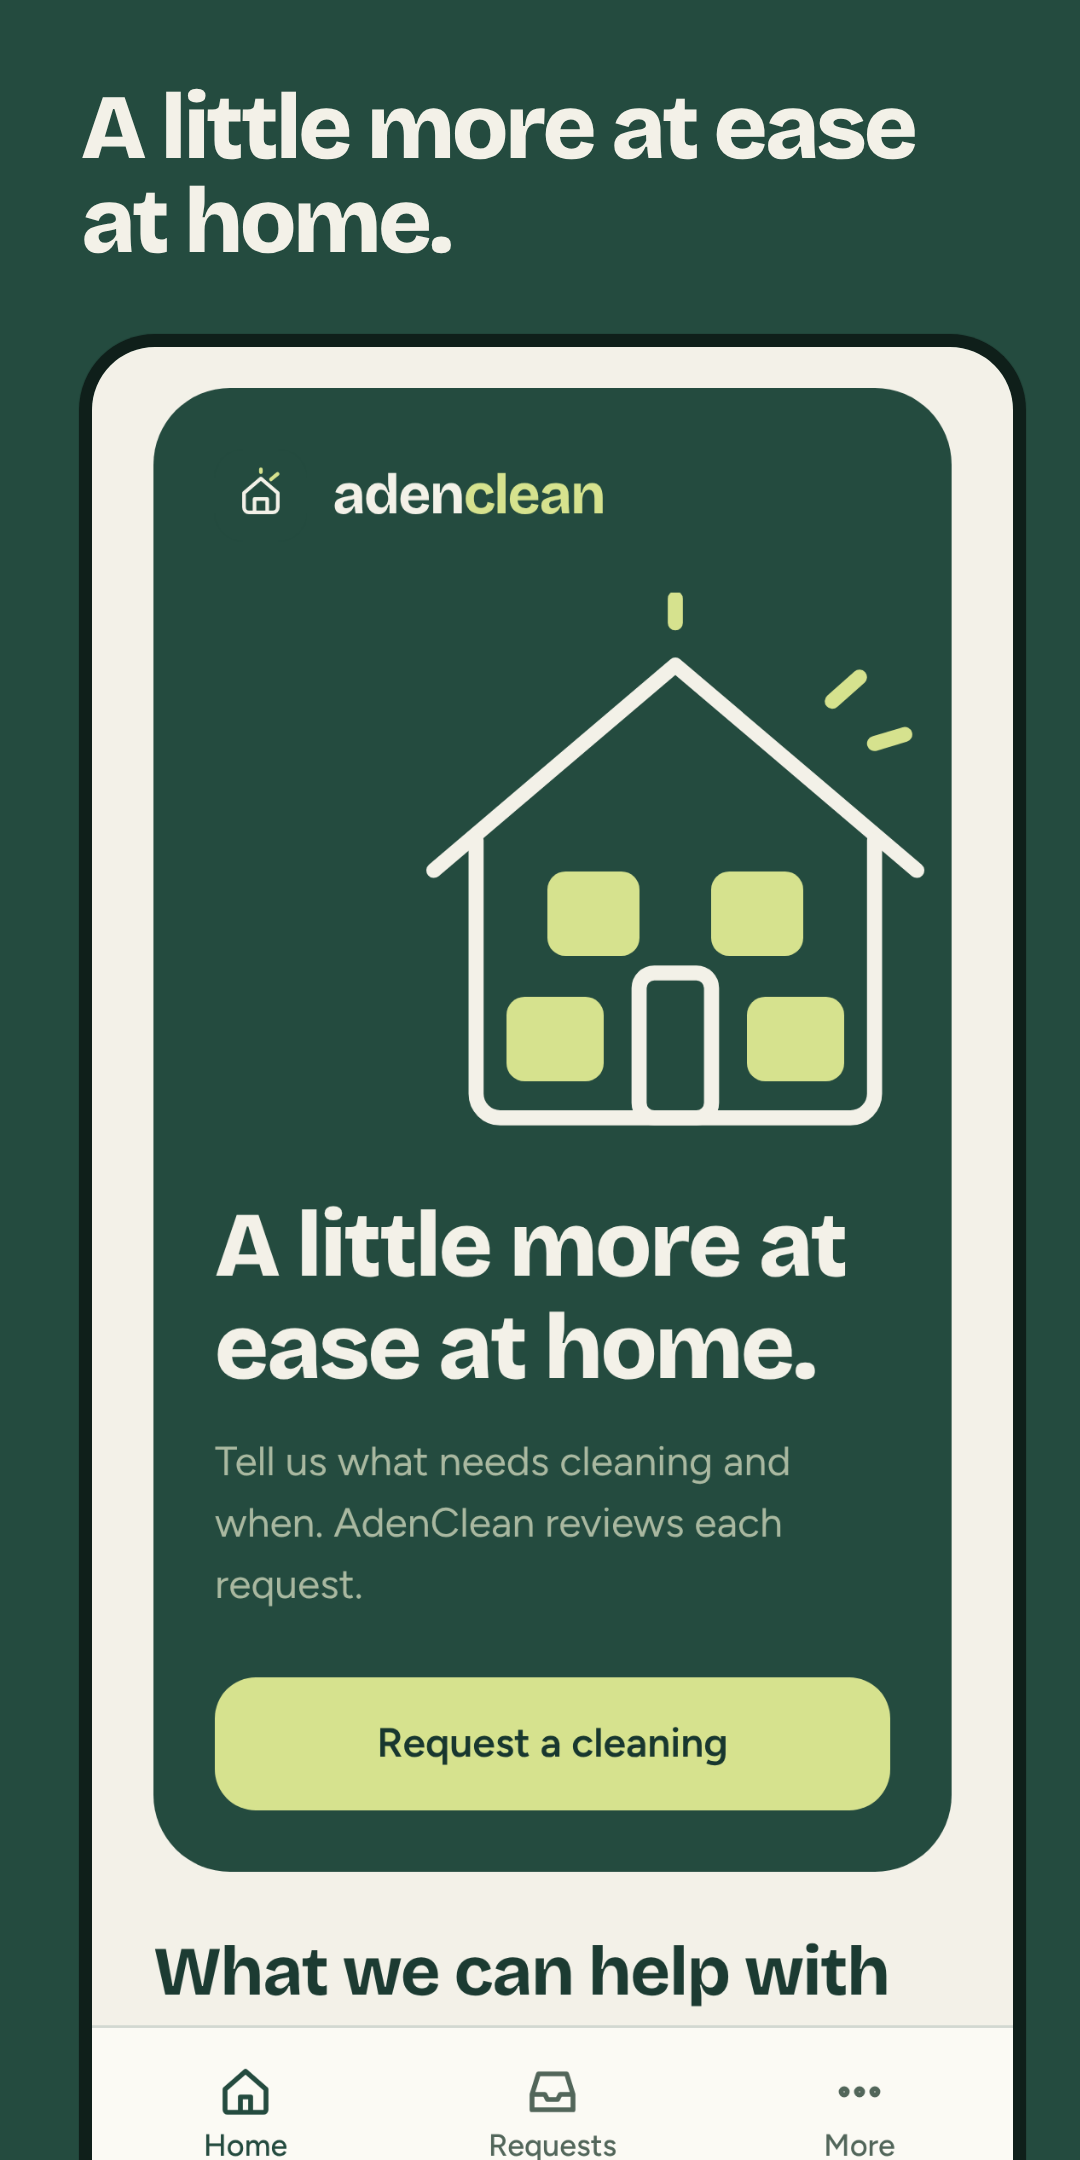 A little more at ease
at home.
adenclean
A little more at
ease at home.
Tell us what needs cleaning and
when. AdenClean reviews each
request.
Request a cleaning
What we can help with
Home Requests More